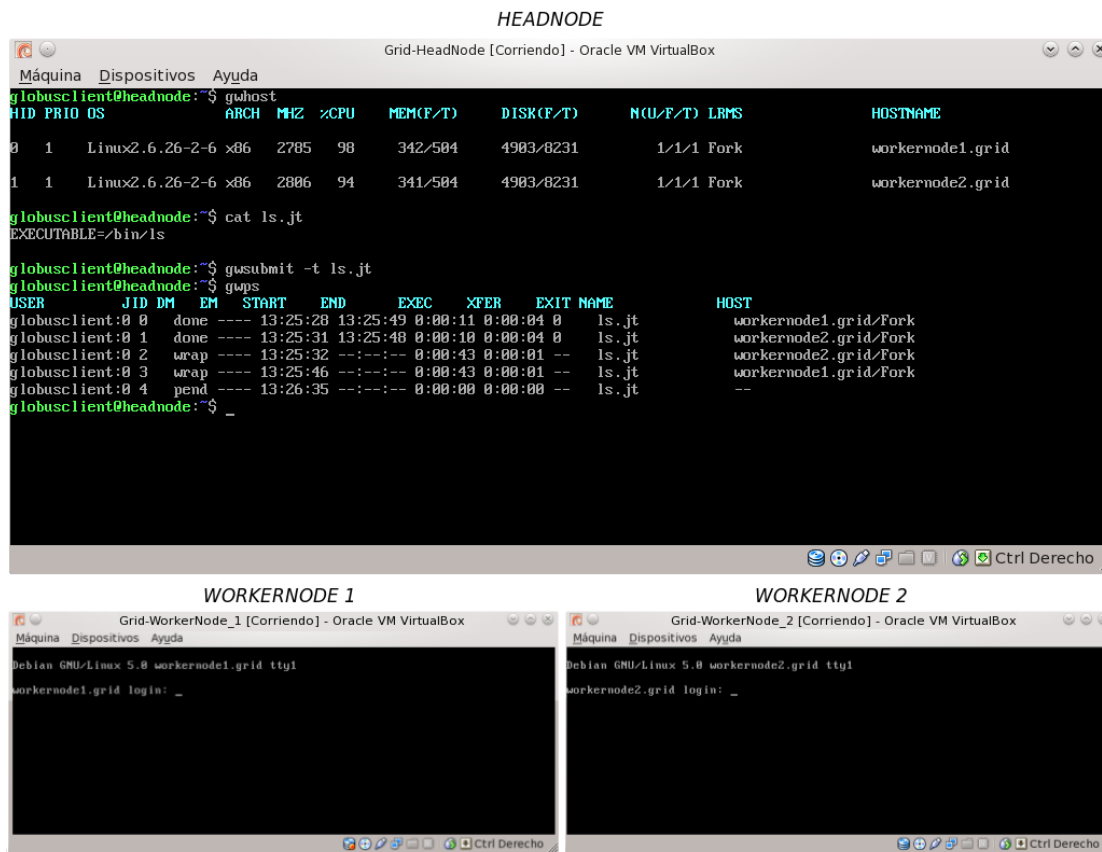 HEADNODE
Grid-HeadNode [Corriendo] - Oracle VM VirtualBox
Máquina Dispositivos Ayuda
globusclient@headnode:~$ gwhost
HID PRIO OS ARCH MHZ %CPU MEM(F/T) DISK(F/T) N(U/F/T) LRMS HOSTNAME
0 1 Linux2.6.26-2-6 x86 2785 98 342/504 4903/8231 1/1/1 Fork workernode1.grid
1 1 Linux2.6.26-2-6 x86 2806 94 341/504 4903/8231 1/1/1 Fork workernode2.grid
globusclient@headnode:~$ cat ls.jt
EXECUTABLE=/bin/ls
globusclient@headnode:~$ gwsubmit -t ls.jt
globusclient@headnode:~$ gwps
USER JID DM EM START END EXEC XFER EXIT NAME HOST
globusclient:0 0 done ---- 13:25:28 13:25:49 0:00:11 0:00:04 0 ls.jt workernode1.grid/Fork
globusclient:0 1 done ---- 13:25:31 13:25:48 0:00:10 0:00:04 0 ls.jt workernode2.grid/Fork
globusclient:0 2 wrap ---- 13:25:32 --:--:-- 0:00:43 0:00:01 -- ls.jt workernode2.grid/Fork
globusclient:0 3 wrap ---- 13:25:46 --:--:-- 0:00:43 0:00:01 -- ls.jt workernode1.grid/Fork
globusclient:0 4 pend ---- 13:26:35 --:--:-- 0:00:00 0:00:00 -- ls.jt --
globusclient@headnode:~$ _
Ctrl Derecho
WORKERNODE 1
Grid-WorkerNode_1 [Corriendo] - Oracle VM VirtualBox
Máquina Dispositivos Ayuda
Debian GNU/Linux 5.0 workernode1.grid tty1
workernode1.grid login: _
Ctrl Derecho
WORKERNODE 2
Grid-WorkerNode_2 [Corriendo] - Oracle VM VirtualBox
Máquina Dispositivos Ayuda
Debian GNU/Linux 5.0 workernode2.grid tty1
workernode2.grid login: _
Ctrl Derecho